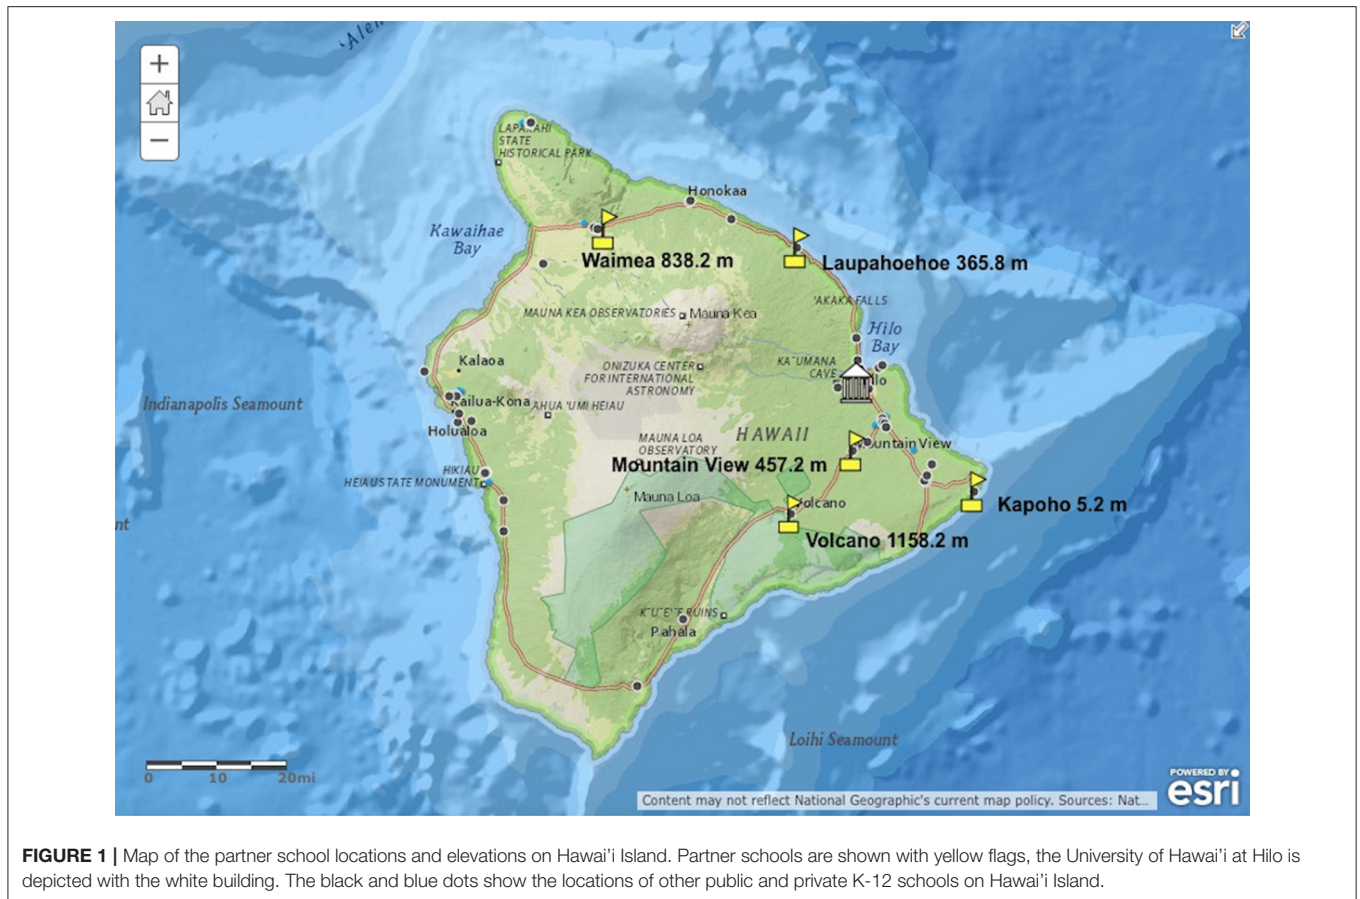 'Alen
+
−
LAPAKAHI
STATE
HISTORICAL PARK
Honokaa
Kawaihae
Bay
Waimea 838.2 m
Laupahoehoe 365.8 m
'AKAKA FALLS
MAUNA KEA OBSERVATORIES
Mauna Kea
Hilo
Bay
Kalaoa
ONIZUKA CENTER
FOR INTERNATIONAL
ASTRONOMY
KA¯UMANA
CAVE
Indianapolis Seamount
Kailua-Kona
AHUA 'UMI HEIAU
Holualoa
HAWAII
MAUNA LOA
OBSERVATORY
Mountain View
Mountain View 457.2 m
HIKIAU
HEIAU STATE MONUMENT
Mauna Loa
Volcano
Kapoho 5.2 m
nt
Volcano 1158.2 m
RUINS
Pahala
Loihi Seamount
0 10 20mi
POWERED BY
esri
Content may not reflect National Geographic's current map policy. Sources: Nat...
FIGURE 1 | Map of the partner school locations and elevations on Hawai'i Island. Partner schools are shown with yellow flags, the University of Hawai'i at Hilo is
depicted with the white building. The black and blue dots show the locations of other public and private K-12 schools on Hawai'i Island.